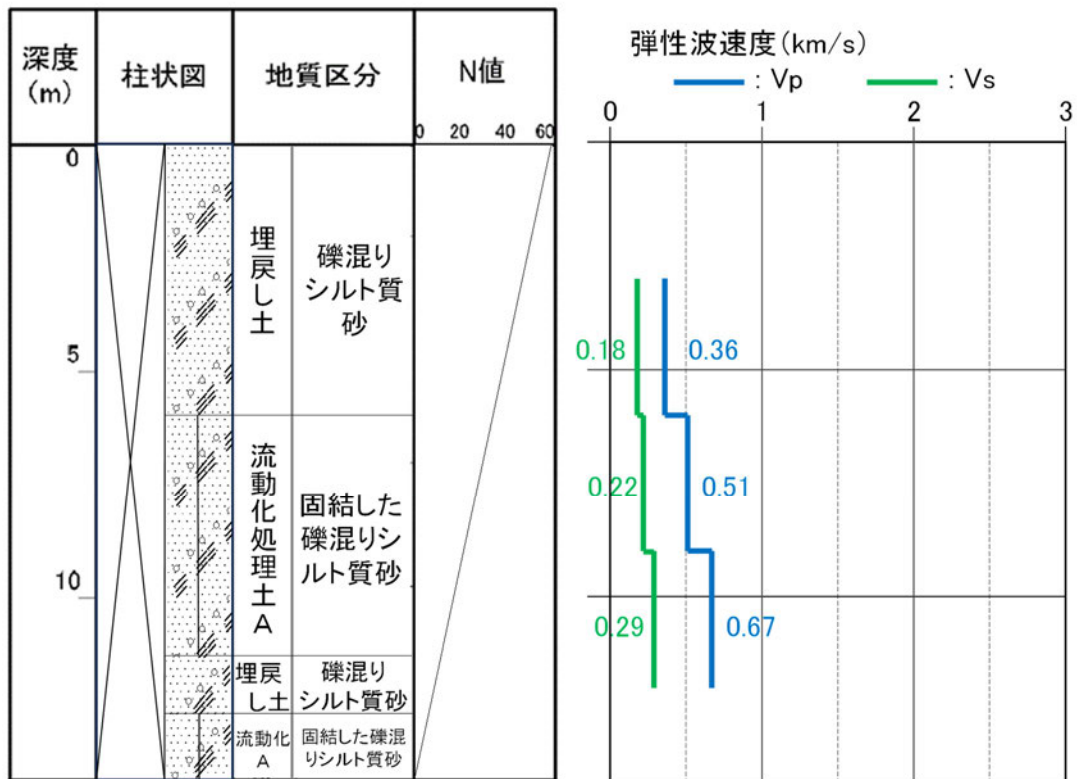 深度
(m)
柱状図
地質区分
N値
0 20 40 60
0
5
10
埋戻し土
礫混り
シルト質
砂
流動化処理土A
固結した
礫混りシ
ルト質砂
埋戻
し土
礫混り
シルト質砂
流動化
A
固結した礫混
りシルト質砂
弾性波速度(km/s)
: Vp : Vs
0 1 2 3
0.18 0.36
0.22 0.51
0.29 0.67